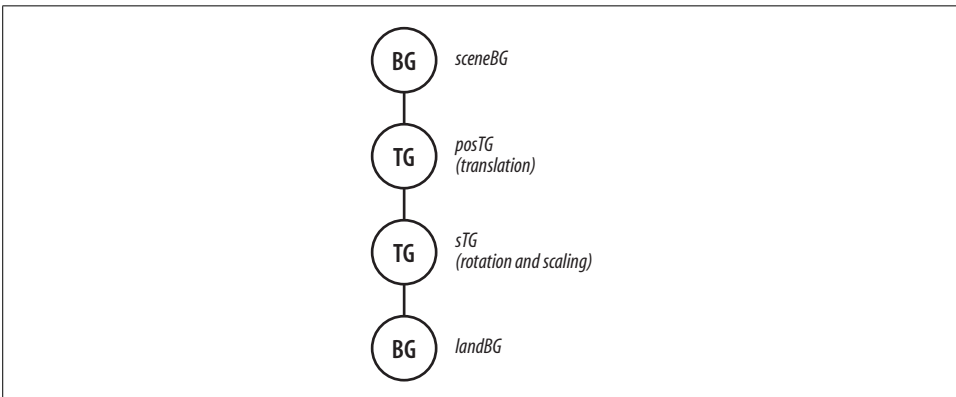 BG sceneBG
TG posTG
(translation)
TG sTG
(rotation and scaling)
BG landBG